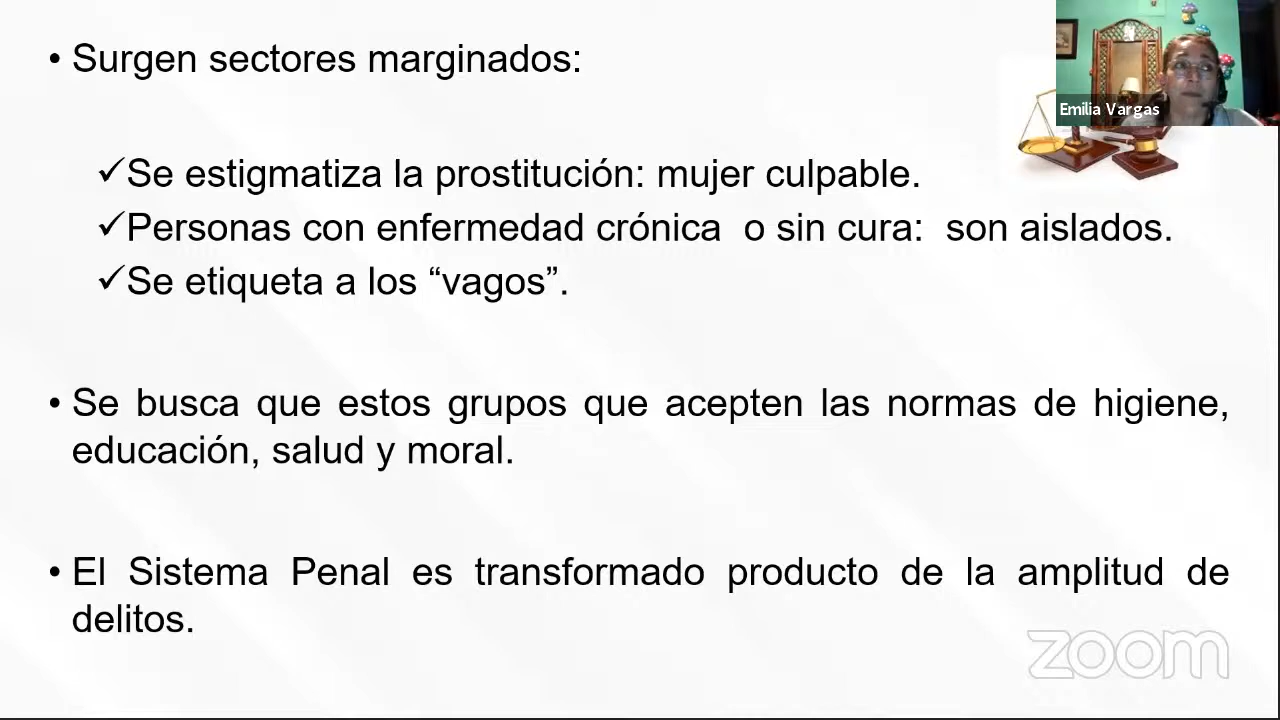 • Surgen sectores marginados:
Emilia Vargas
✓Se estigmatiza la prostitución: mujer culpable.
✓Personas con enfermedad crónica o sin cura: son aislados.
✓Se etiqueta a los “vagos”.
• Se busca que estos grupos que acepten las normas de higiene,
educación, salud y moral.
• El Sistema Penal es transformado producto de la amplitud de
delitos.
zoom